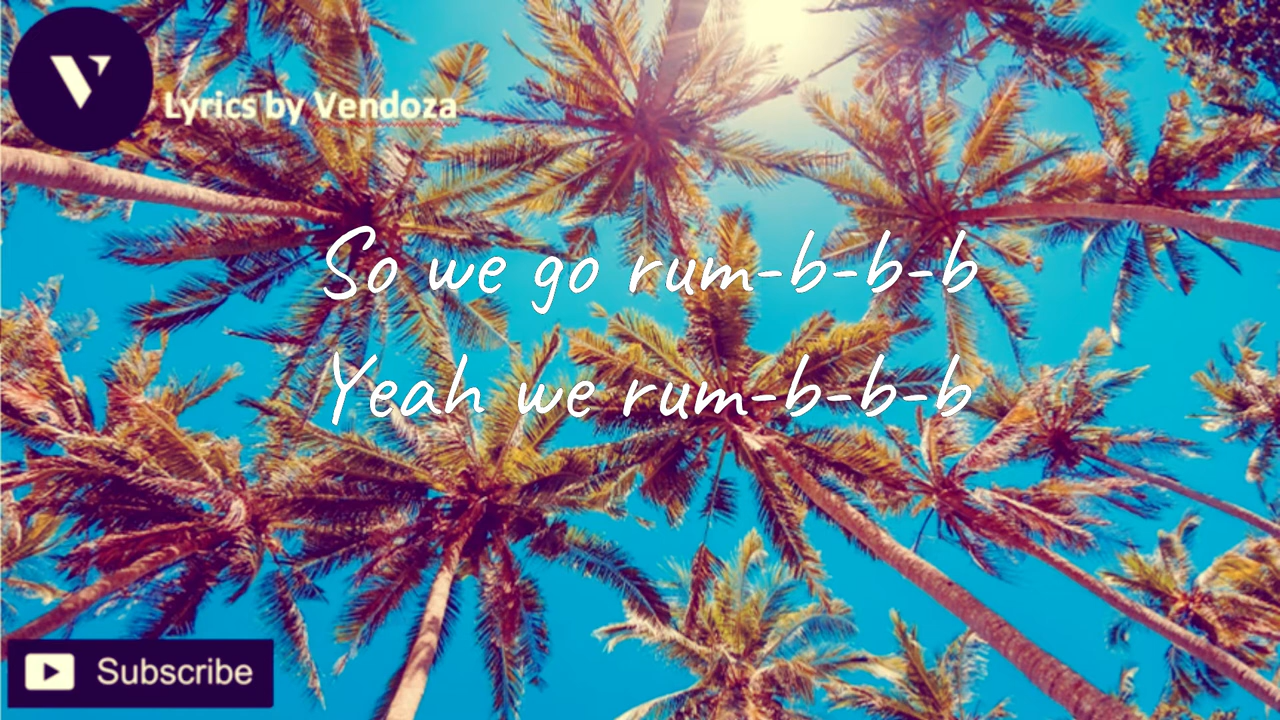 V
Lyrics by Vendoza
So we go rum-b-b-b
Yeah we rum-b-b-b
Subscribe